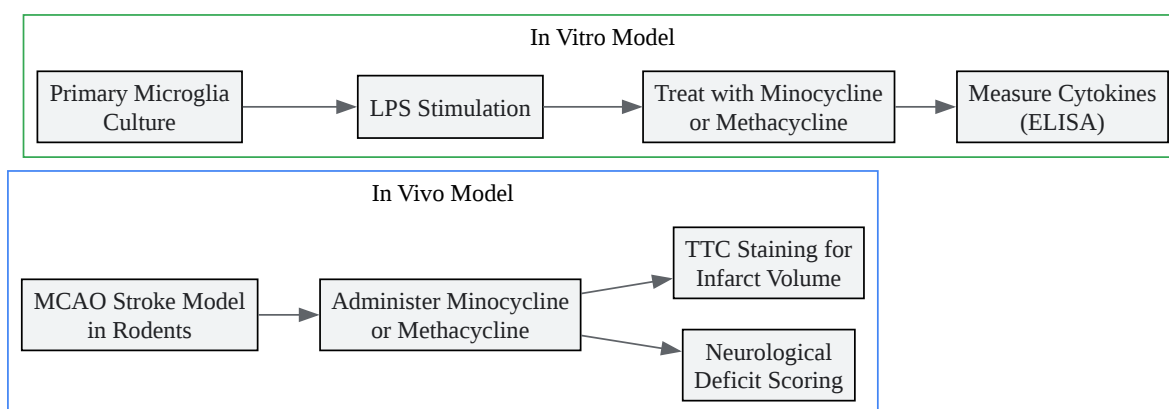 In Vitro Model
Primary Microglia
Culture
LPS Stimulation
Treat with Minocycline
or Methacycline
Measure Cytokines
(ELISA)
In Vivo Model
MCAO Stroke Model
in Rodents
Administer Minocycline
or Methacycline
TTC Staining for
Infarct Volume
Neurological
Deficit Scoring